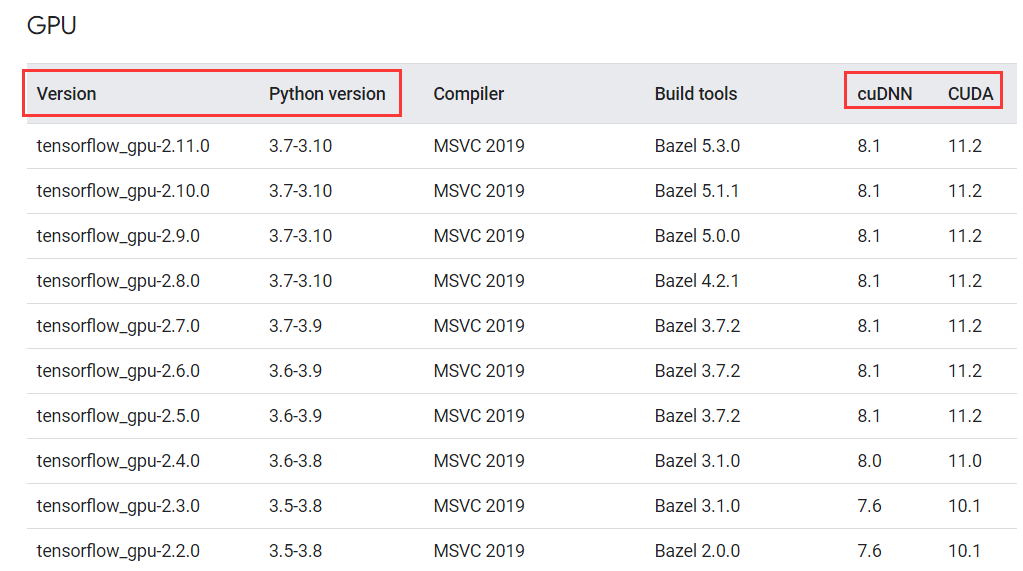 GPU
Version Python version Compiler Build tools cuDNN CUDA
tensorflow_gpu-2.11.0 3.7-3.10 MSVC 2019 Bazel 5.3.0 8.1 11.2
tensorflow_gpu-2.10.0 3.7-3.10 MSVC 2019 Bazel 5.1.1 8.1 11.2
tensorflow_gpu-2.9.0 3.7-3.10 MSVC 2019 Bazel 5.0.0 8.1 11.2
tensorflow_gpu-2.8.0 3.7-3.10 MSVC 2019 Bazel 4.2.1 8.1 11.2
tensorflow_gpu-2.7.0 3.7-3.9 MSVC 2019 Bazel 3.7.2 8.1 11.2
tensorflow_gpu-2.6.0 3.6-3.9 MSVC 2019 Bazel 3.7.2 8.1 11.2
tensorflow_gpu-2.5.0 3.6-3.9 MSVC 2019 Bazel 3.7.2 8.1 11.2
tensorflow_gpu-2.4.0 3.6-3.8 MSVC 2019 Bazel 3.1.0 8.0 11.0
tensorflow_gpu-2.3.0 3.5-3.8 MSVC 2019 Bazel 3.1.0 7.6 10.1
tensorflow_gpu-2.2.0 3.5-3.8 MSVC 2019 Bazel 2.0.0 7.6 10.1